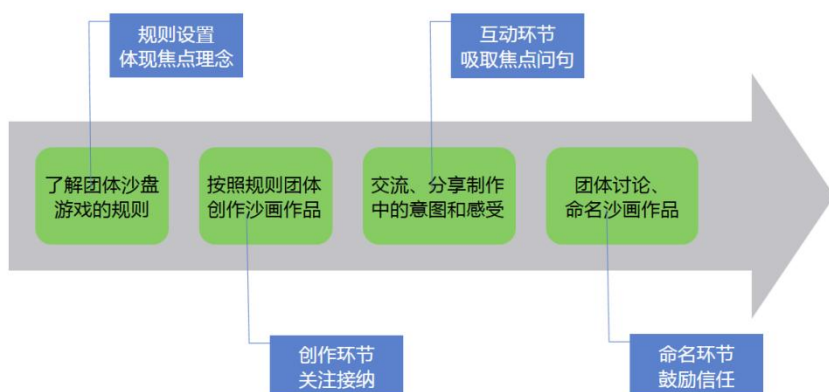 规则设置
体现焦点理念
互动环节
吸取焦点问句
了解团体沙盘
游戏的规则
按照规则团体
创作沙画作品
交流、分享制作
中的意图和感受
团体讨论、
命名沙画作品
创作环节
关注接纳
命名环节
鼓励信任